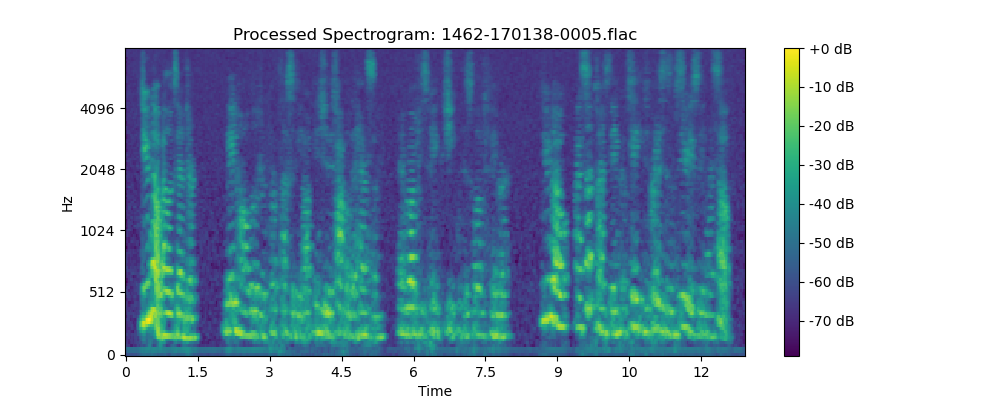 Processed Spectrogram: 1462-170138-0005.flac
+0 dB
-10 dB
-20 dB
-30 dB
-40 dB
-50 dB
-60 dB
-70 dB
4096
2048
1024
512
0
Hz
0 1.5 3 4.5 6 7.5 9 10 12
Time